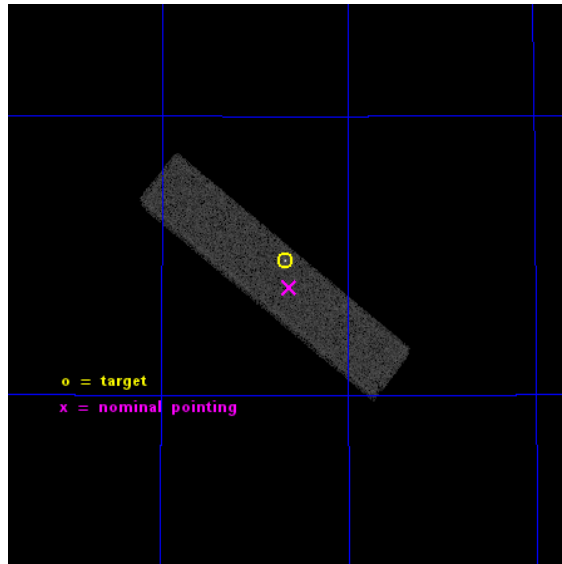 o = target
x = nominal pointing